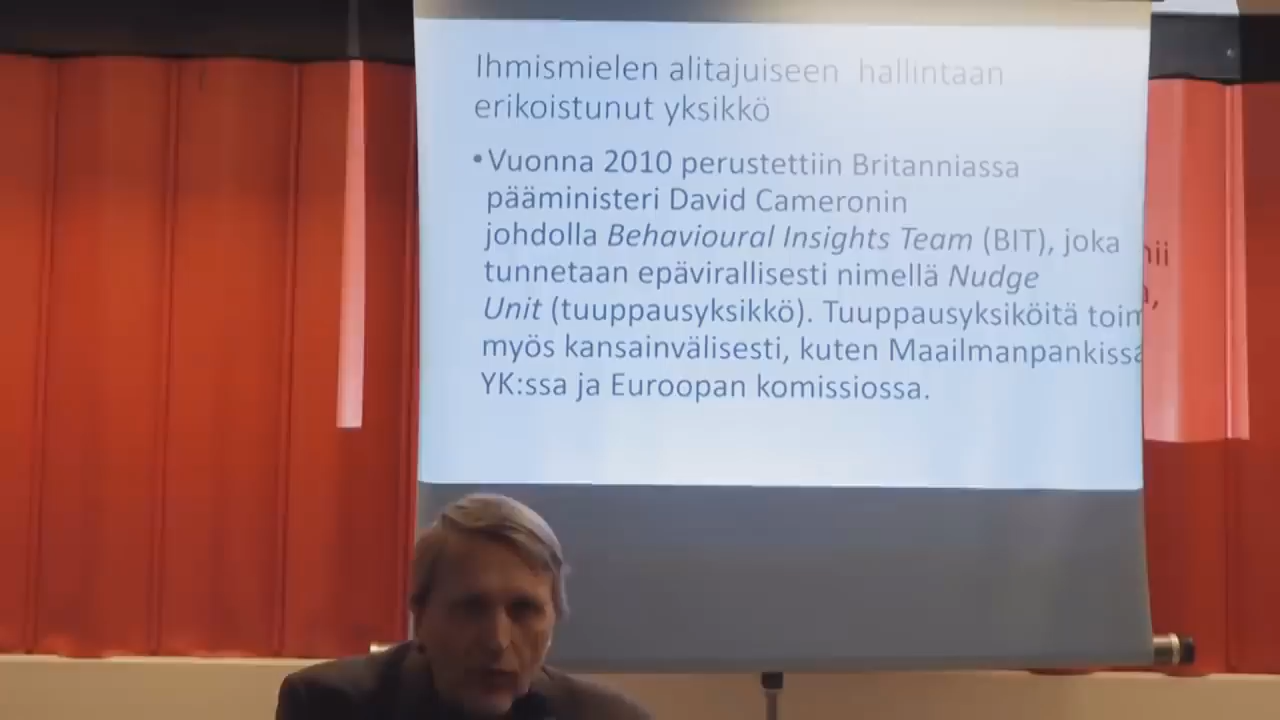 Ihmismielen alitajuiseen hallintaan
erikoistunut yksikkö
•Vuonna 2010 perustettiin Britanniassa
pääministeri David Cameronin
johdolla Behavioural Insights Team (BIT), joka
tunnetaan epävirallisesti nimellä Nudge
Unit (tuuppausyksikkö). Tuuppausyksiköitä toim
myös kansainvälisesti, kuten Maailmanpankissa
YK:ssa ja Euroopan komissiossa.